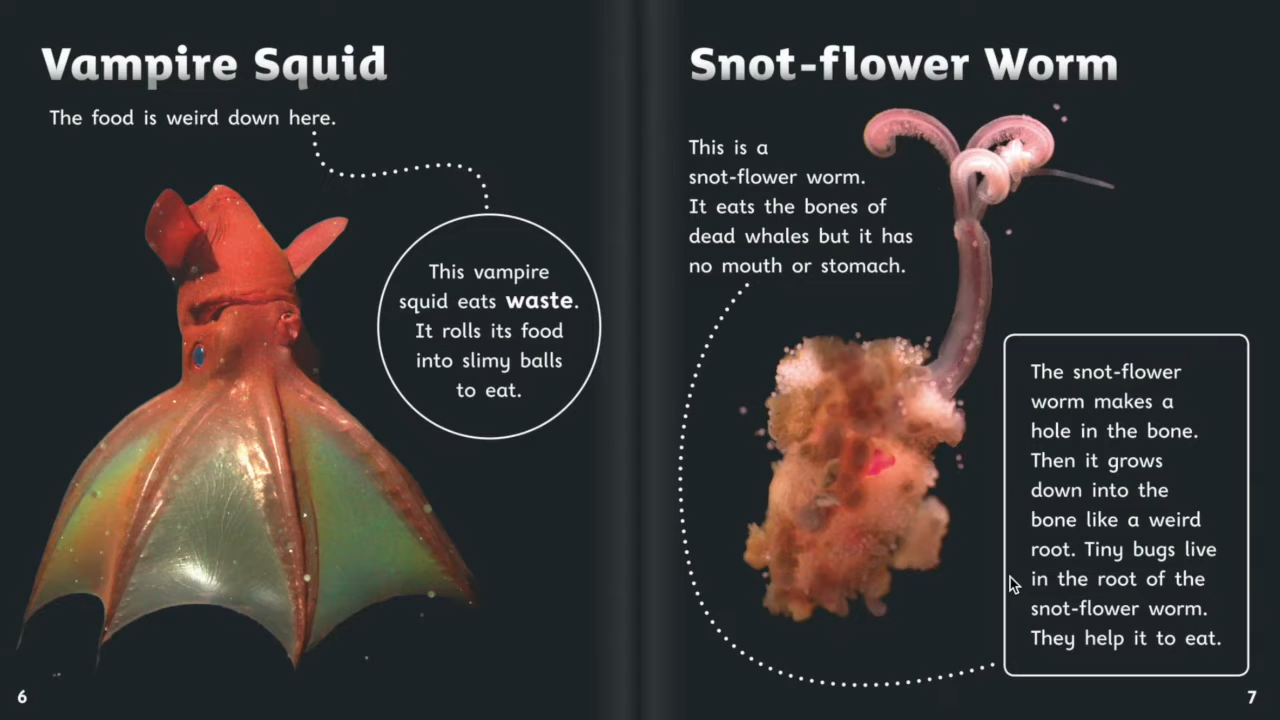 Vampire Squid
The food is weird down here.
This vampire
squid eats waste.
It rolls its food
into slimy balls
to eat.
6
Snot-flower Worm
This is a
snot-flower worm.
It eats the bones of
dead whales but it has
no mouth or stomach.
The snot-flower
worm makes a
hole in the bone.
Then it grows
down into the
bone like a weird
root. Tiny bugs live
in the root of the
snot-flower worm.
They help it to eat.
7